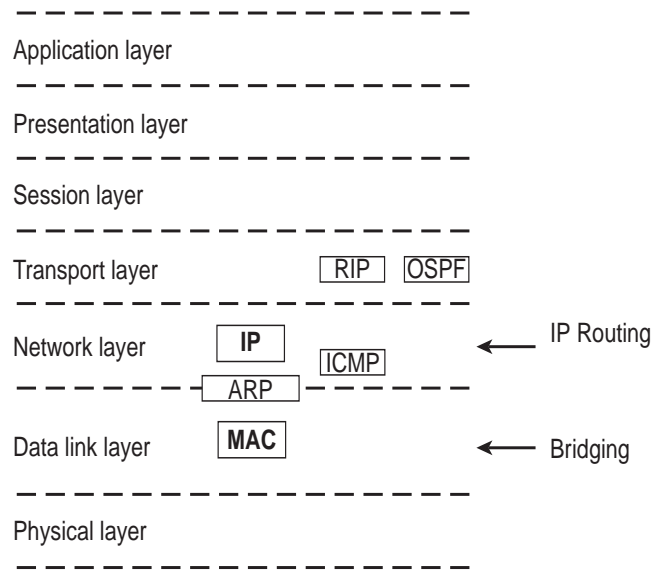 Application layer
Presentation layer
Session layer
Transport layer RIP OSPF
Network layer IP ICMP IP Routing
ARP
Data link layer MAC Bridging
Physical layer